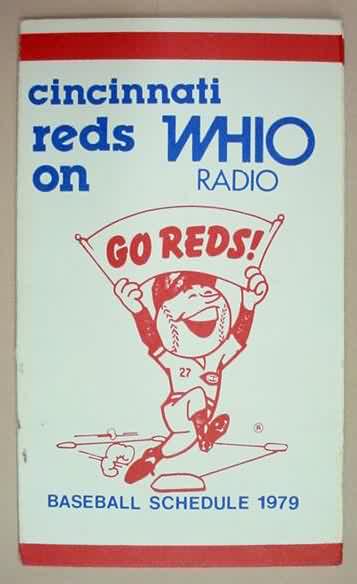 cincinnati
reds WHIO
on RADIO
GO REDS!
27
®
BASEBALL SCHEDULE 1979